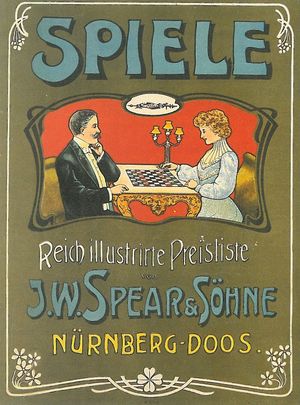 SPIELE
Reich illustrirte Preisliste
VON
J.W. SPEAR & SÖHNE
NÜRNBERG-DOOS.